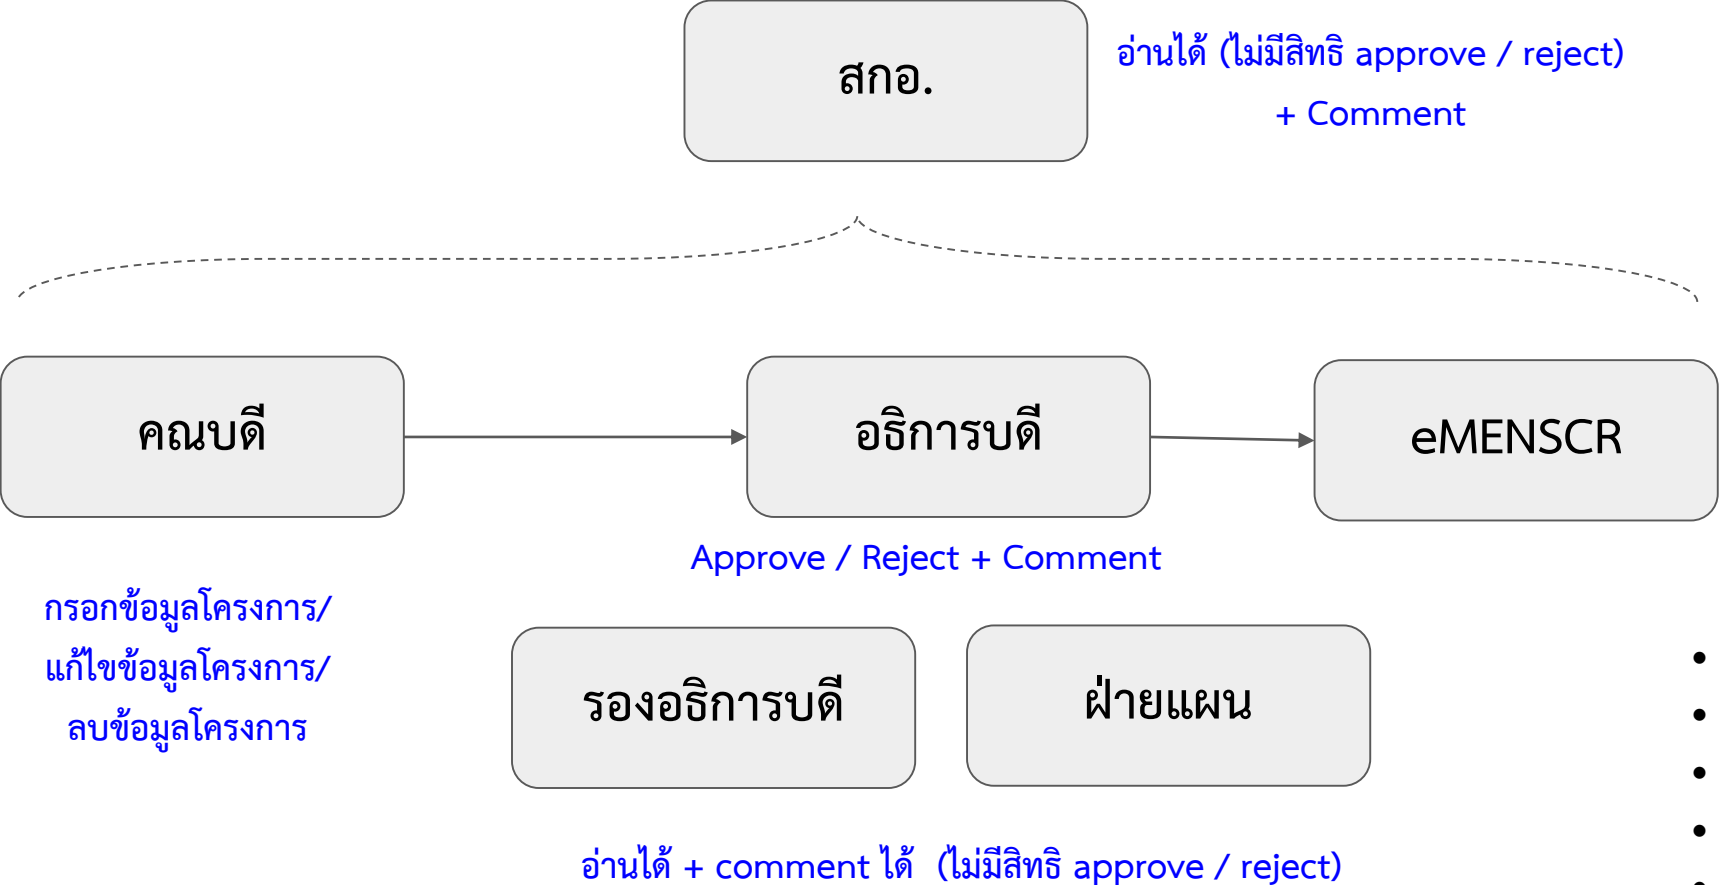 สกอ.
อ่านได้ (ไม่มีสิทธิ approve / reject)
+ Comment
คณบดี
อธิการบดี
eMENSCR
Approve / Reject + Comment
กรอกข้อมูลโครงการ/
แก้ไขข้อมูลโครงการ/
ลบข้อมูลโครงการ
รองอธิการบดี
ฝ่ายแผน
อ่านได้ + comment ได้ (ไม่มีสิทธิ approve / reject)